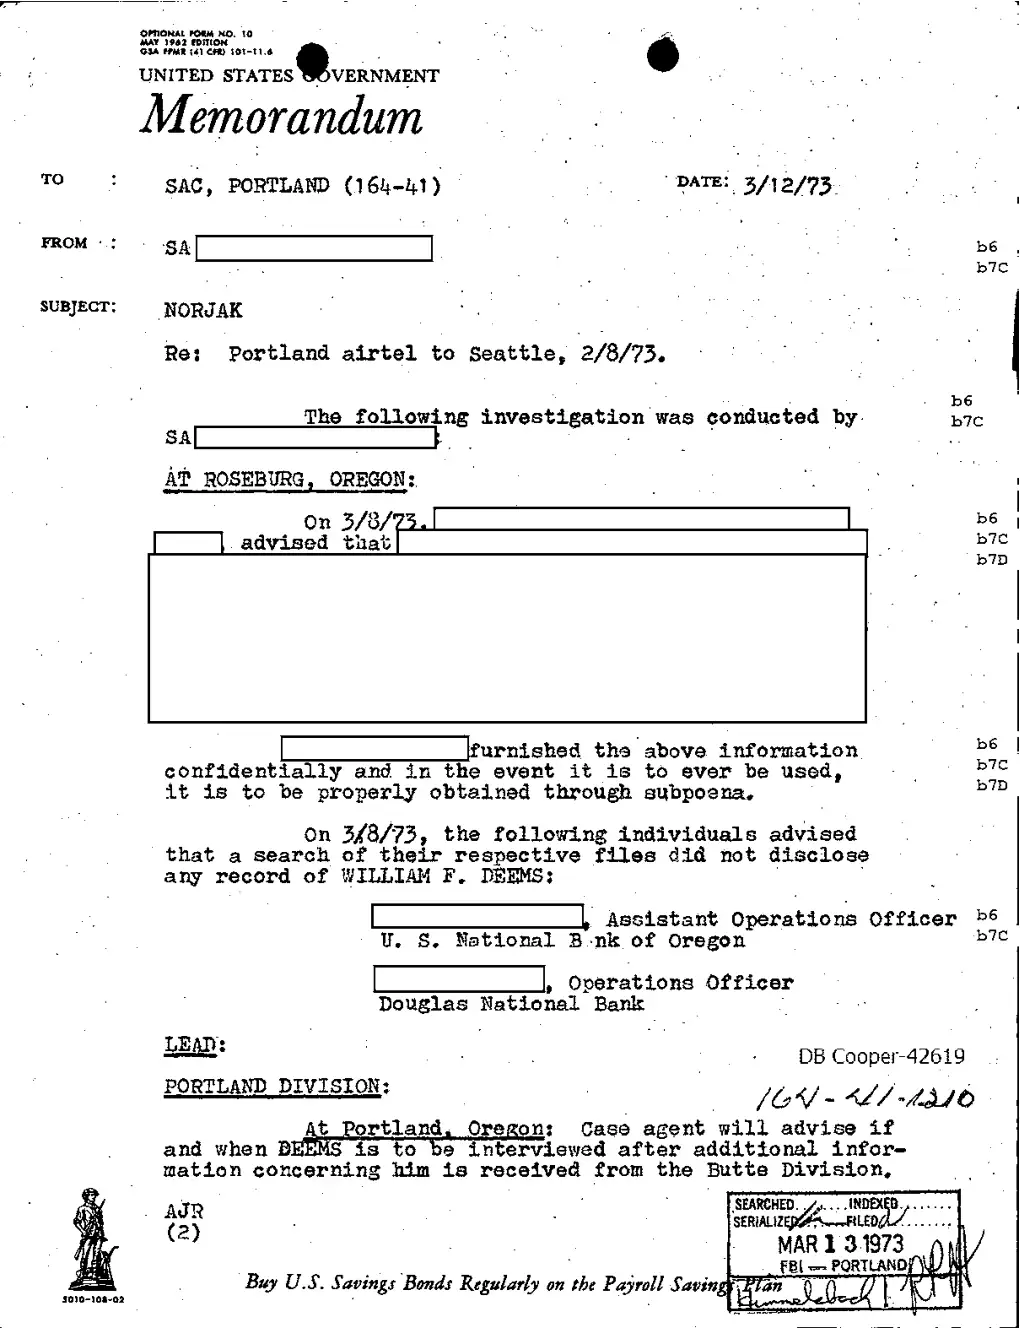 OPTIONAL FORM NO. 10
MAY 1962 EDITION
GSA FPMR (41 CFR) 101-11.6
UNITED STATES GOVERNMENT
Memorandum
TO : SAC, PORTLAND (164-41) DATE: 3/12/73
FROM : SA b6
b7C
SUBJECT: NORJAK
Re: Portland airtel to Seattle, 2/8/73.
b6
The following investigation was conducted by b7C
SA :
AT ROSEBURG, OREGON:
On 3/8/73, b6
, advised that b7C
b7D
furnished the above information b6
confidentially and in the event it is to ever be used, b7C
it is to be properly obtained through subpoena. b7D
On 3/8/73, the following individuals advised
that a search of their respective files did not disclose
any record of WILLIAM F. DEEMS:
, Assistant Operations Officer b6
U. S. National B nk of Oregon b7C
, Operations Officer
Douglas National Bank
LEAD:
DB Cooper-42619
PORTLAND DIVISION:
164-41-1210
At Portland, Oregon: Case agent will advise if
and when DEEMS is to be interviewed after additional infor-
mation concerning him is received from the Butte Division.
AJR
(2)
SEARCHED....... INDEXED.......
SERIALIZED....... FILED.......
MAR 13 1973
FBI — PORTLAND
Himmelsbach
Buy U.S. Savings Bonds Regularly on the Payroll Savings Plan
5010-108-02